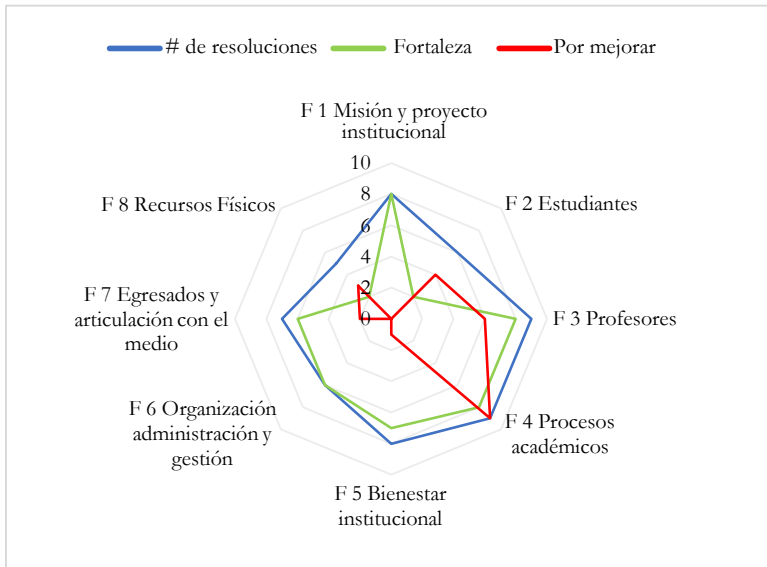 # de resoluciones
Fortaleza
Por mejorar
F 1 Misión y proyecto
institucional
10
8
6
4
2
0
F 2 Estudiantes
F 3 Profesores
F 4 Procesos
académicos
F 5 Bienestar
institucional
F 6 Organización
administración y
gestión
F 7 Egresados y
articulación con el
medio
F 8 Recursos Físicos